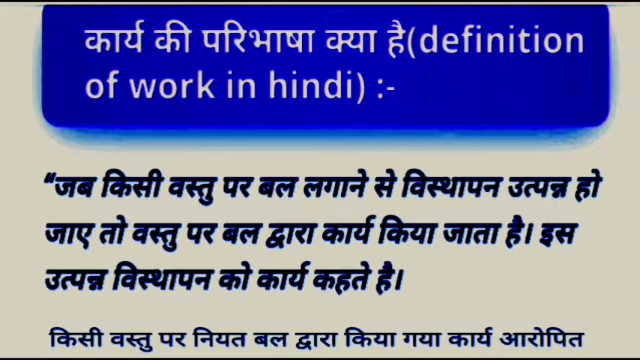 कार्य की परिभाषा क्या है(definition
of work in hindi) :-
“जब किसी वस्तु पर बल लगाने से विस्थापन उत्पन्न हो
जाए तो वस्तु पर बल द्वारा कार्य किया जाता है। इस
उत्पन्न विस्थापन को कार्य कहते है।
किसी वस्तु पर नियत बल द्वारा किया गया कार्य आरोपित